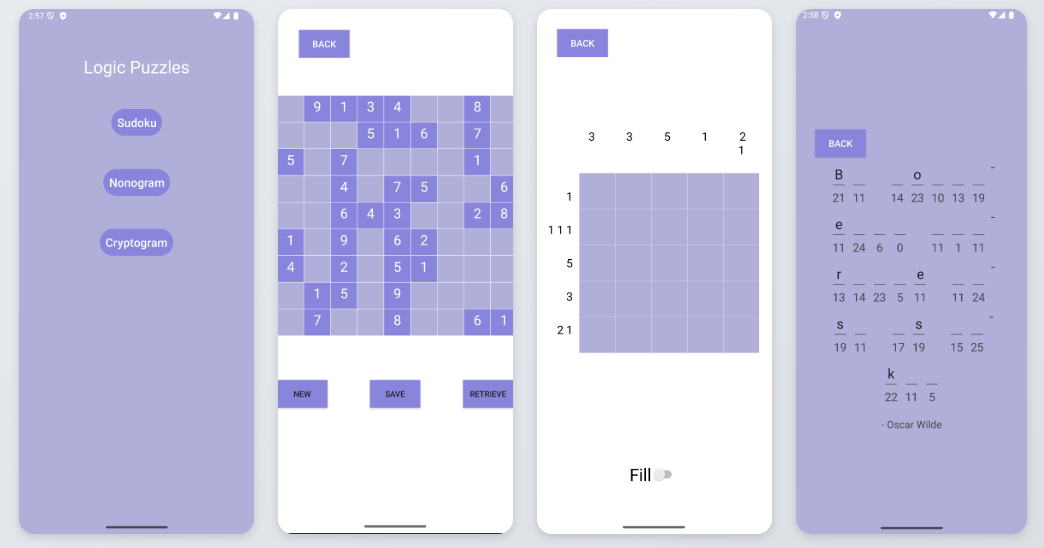 2:57
Logic Puzzles
Sudoku
Nonogram
Cryptogram
BACK
9 1 3 4 8
5 1 6 7
5 7 1
4 7 5 6
6 4 3 2 8
1 9 6 2
4 2 5 1
1 5 9
7 8 6 1
NEW SAVE RETRIEVE
BACK
3 3 5 1 2
1
1
1 1 1
5
3
2 1
Fill
2:58
BACK
B o -
21 11 14 23 10 13 19
e -
11 24 6 0 11 1 11
r e -
13 14 23 5 11 11 24
s s -
19 11 17 19 15 25
k
22 11 5
- Oscar Wilde